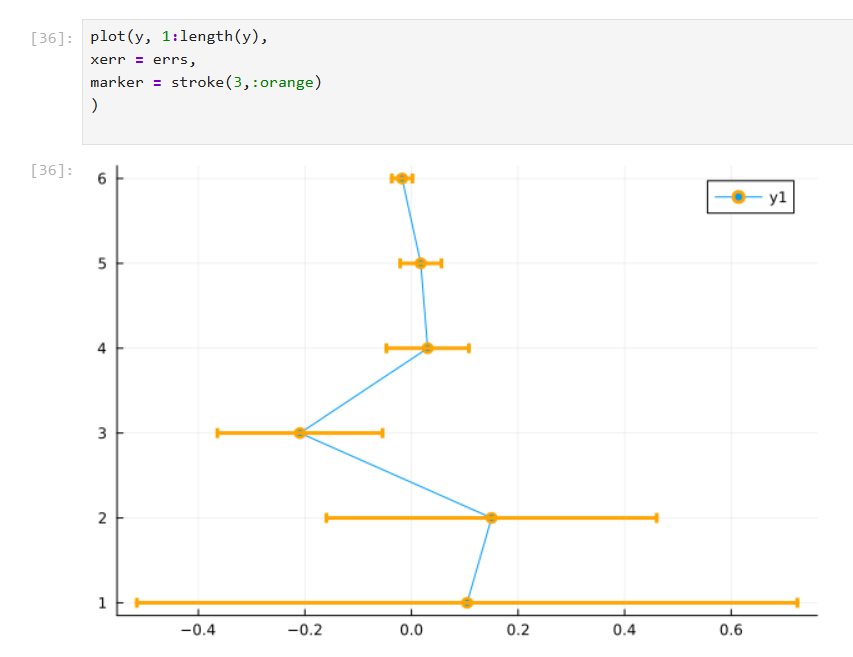 [36]:
plot(y, 1:length(y),
xerr = errs,
marker = stroke(3,:orange)
)
[36]:
6
y1
5
4
3
2
1
−0.4 −0.2 0.0 0.2 0.4 0.6